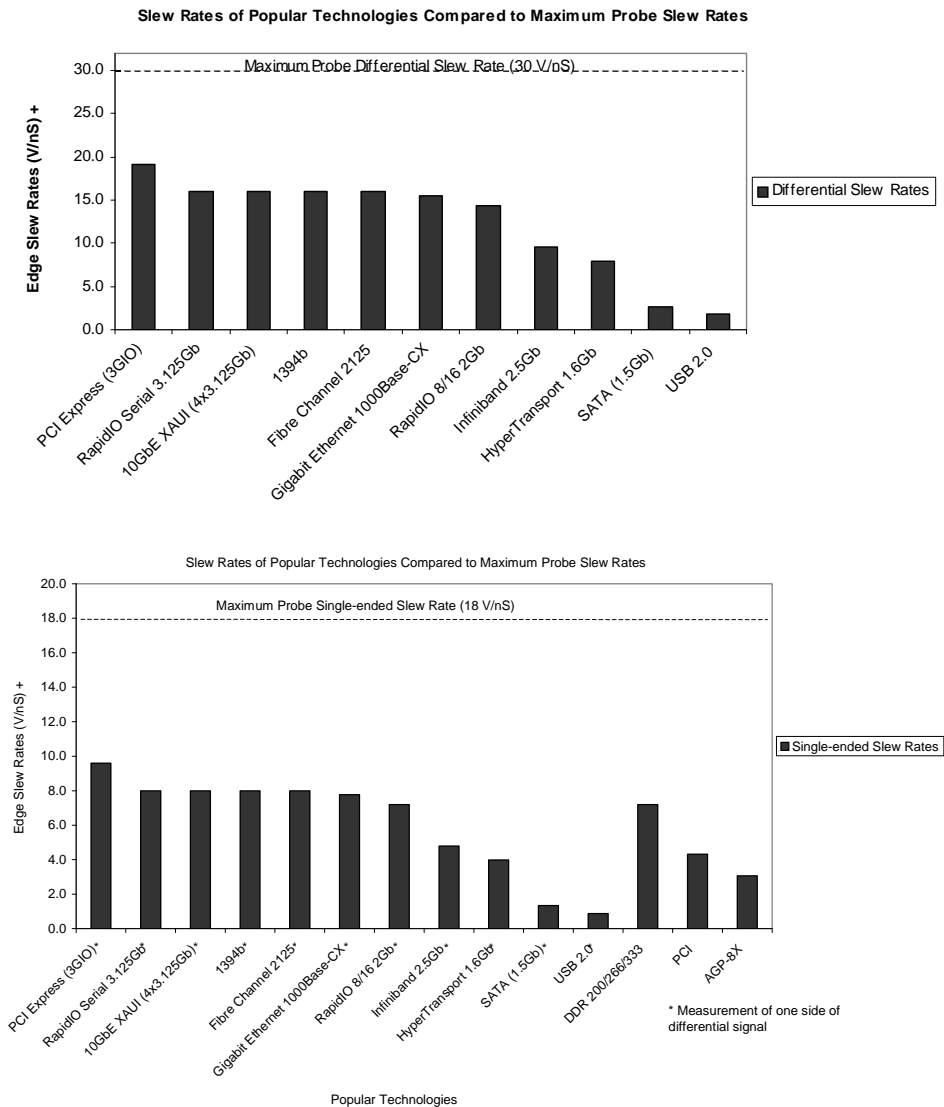 Slew Rates of Popular Technologies Compared to Maximum Probe Slew Rates
Maximum Probe Differential Slew Rate (30 V/nS)
Edge Slew Rates (V/nS) +
30.0
25.0
20.0
15.0
10.0
5.0
0.0
Differential Slew Rates
PCI Express (3GIO)
RapidIO Serial 3.125Gb
10GbE XAUI (4x3.125Gb)
1394b
Fibre Channel 2125
Gigabit Ethernet 1000Base-CX
RapidIO 8/16 2Gb
Infiniband 2.5Gb
HyperTransport 1.6Gb
SATA (1.5Gb)
USB 2.0
Slew Rates of Popular Technologies Compared to Maximum Probe Slew Rates
Maximum Probe Single-ended Slew Rate (18 V/nS)
Edge Slew Rates (V/nS) +
20.0
18.0
16.0
14.0
12.0
10.0
8.0
6.0
4.0
2.0
0.0
Single-ended Slew Rates
PCI Express (3GIO)*
RapidIO Serial 3.125Gb*
10GbE XAUI (4x3.125Gb)*
1394b*
Fibre Channel 2125*
Gigabit Ethernet 1000Base-CX*
RapidIO 8/16 2Gb*
Infiniband 2.5Gb*
HyperTransport 1.6Gb*
SATA (1.5Gb)*
USB 2.0*
DDR 200/266/333
PCI
AGP-8X
* Measurement of one side of
differential signal
Popular Technologies